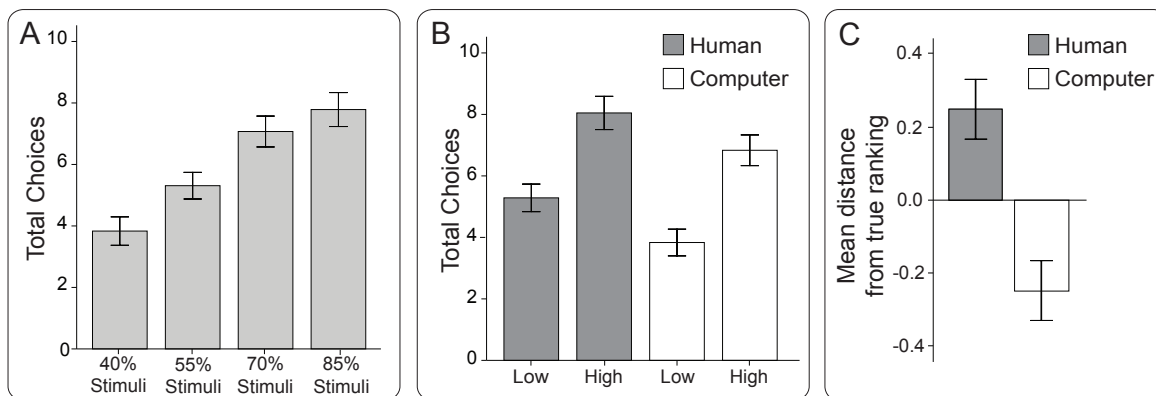 A
Total Choices
10
8
6
4
2
0
40%
Stimuli
55%
Stimuli
70%
Stimuli
85%
Stimuli
B
Human
Computer
Total Choices
10
8
6
4
2
0
Low
High
Low
High
C
Human
Computer
Mean distance
from true ranking
0.4
0.2
0.0
-0.2
-0.4